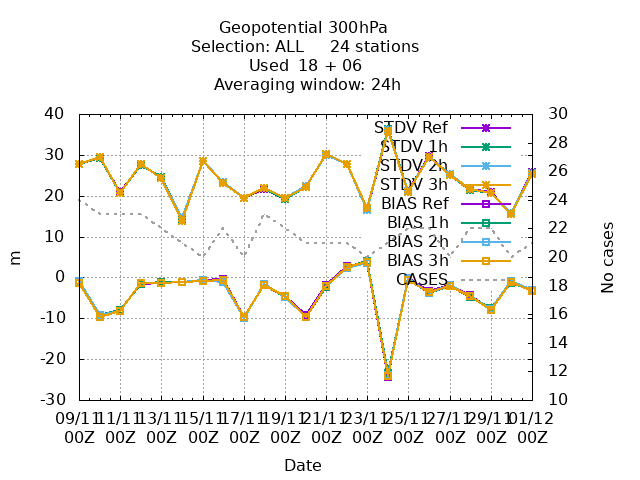 Geopotential 300hPa
Selection: ALL     24 stations
Used  18 + 06
Averaging window: 24h
40
30
20
10
0
-10
-20
-30
m
30
28
26
24
22
20
18
16
14
12
10
No cases
STDV Ref
STDV 1h
STDV 2h
STDV 3h
BIAS Ref
BIAS 1h
BIAS 2h
BIAS 3h
CASES
09/11 11/11 13/11 15/11 17/11 19/11 21/11 23/11 25/11 27/11 29/11 01/12
00Z 00Z 00Z 00Z 00Z 00Z 00Z 00Z 00Z 00Z 00Z 00Z
Date